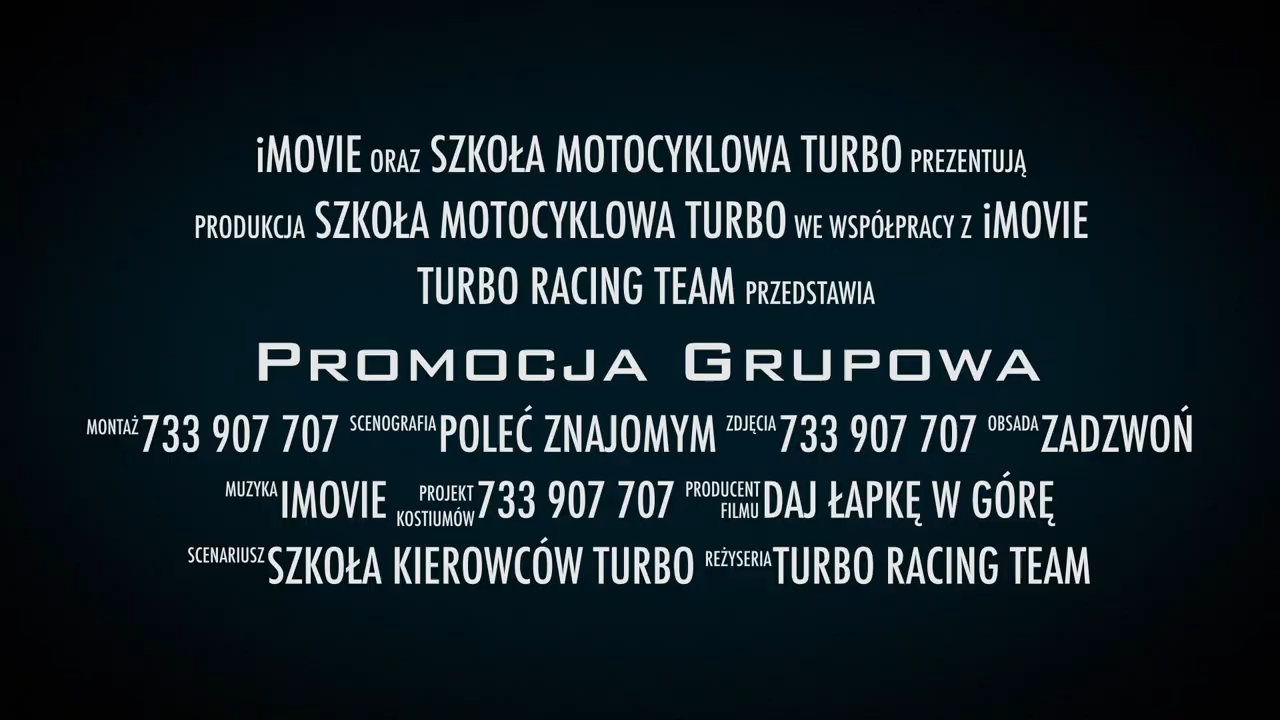 iMOVIE ORAZ SZKOŁA MOTOCYKLOWA TURBO PREZENTUJĄ
PRODUKCJA SZKOŁA MOTOCYKLOWA TURBO WE WSPÓŁPRACY Z iMOVIE
TURBO RACING TEAM PRZEDSTAWIA
PROMOCJA GRUPOWA
MONTAŻ 733 907 707 SCENOGRAFIA POLEĆ ZNAJOMYM ZDJĘCIA 733 907 707 OBSADA ZADZWOŃ
MUZYKA IMOVIE PROJEKT KOSTIUMÓW 733 907 707 PRODUCENT FILMU DAJ ŁAPKĘ W GÓRĘ
SCENARIUSZ SZKOŁA KIEROWCÓW TURBO REŻYSERIA TURBO RACING TEAM